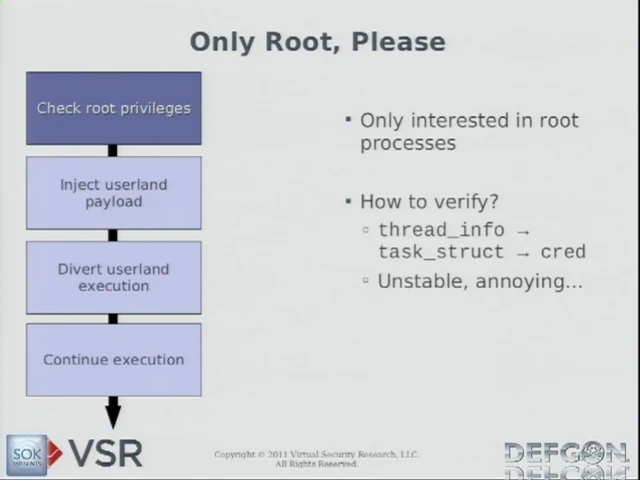 Only Root, Please
Check root privileges
Inject userland
payload
Divert userland
execution
Continue execution
▪ Only interested in root
processes
▪ How to verify?
▫ thread_info →
task_struct → cred
▫ Unstable, annoying...
SOK
PRESENTS
VSR
Copyright © 2011 Virtual Security Research, LLC.
All Rights Reserved.
DEFCON